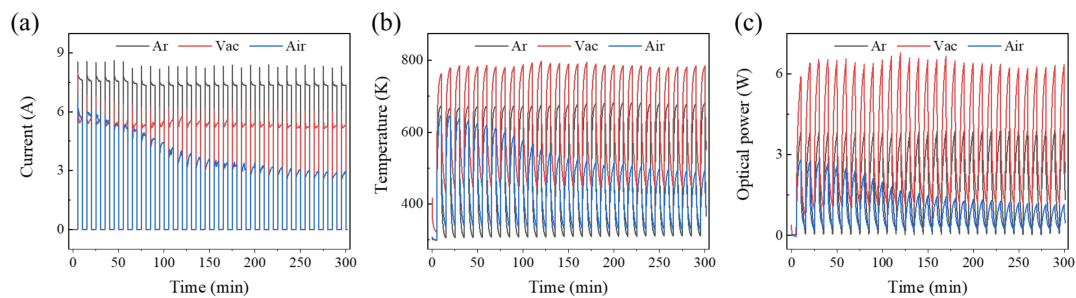 (a)
Ar Vac Air
9
6
3
0
Current (A)
0 50 100 150 200 250 300
Time (min)
(b)
Ar Vac Air
800
600
400
Temperature (K)
0 50 100 150 200 250 300
Time (min)
(c)
Ar Vac Air
6
3
0
Optical power (W)
0 50 100 150 200 250 300
Time (min)